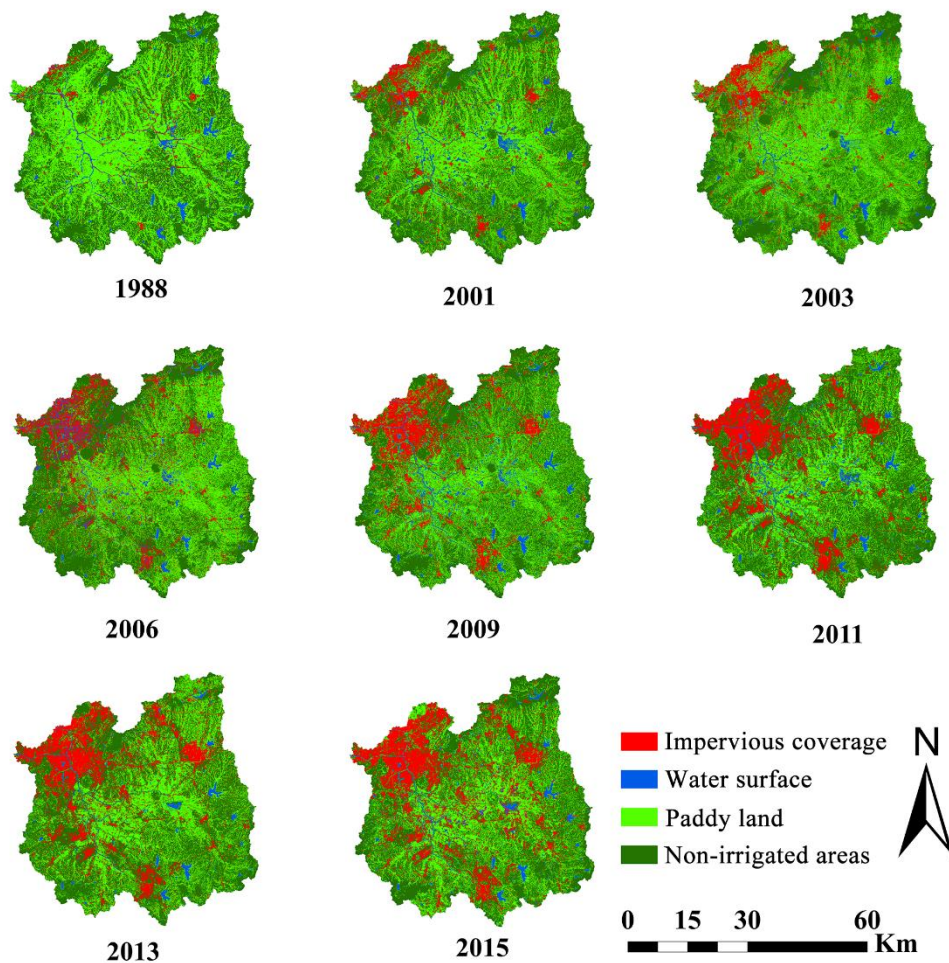 1988
2001
2003
2006
2009
2011
2013
2015
Impervious coverage
Water surface
Paddy land
Non-irrigated areas
N
0 15 30 60
Km